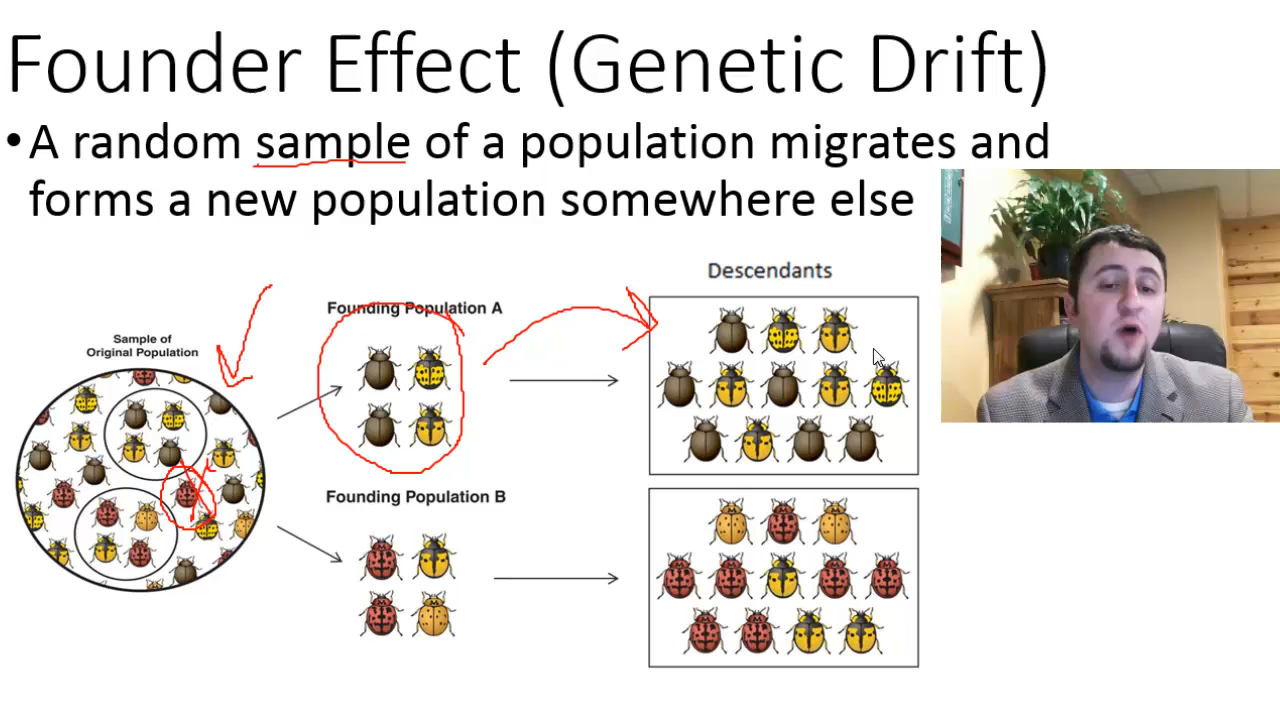 Founder Effect (Genetic Drift)
•A random sample of a population migrates and
forms a new population somewhere else
Descendants
Founding Population A
Sample of
Original Population
Founding Population B